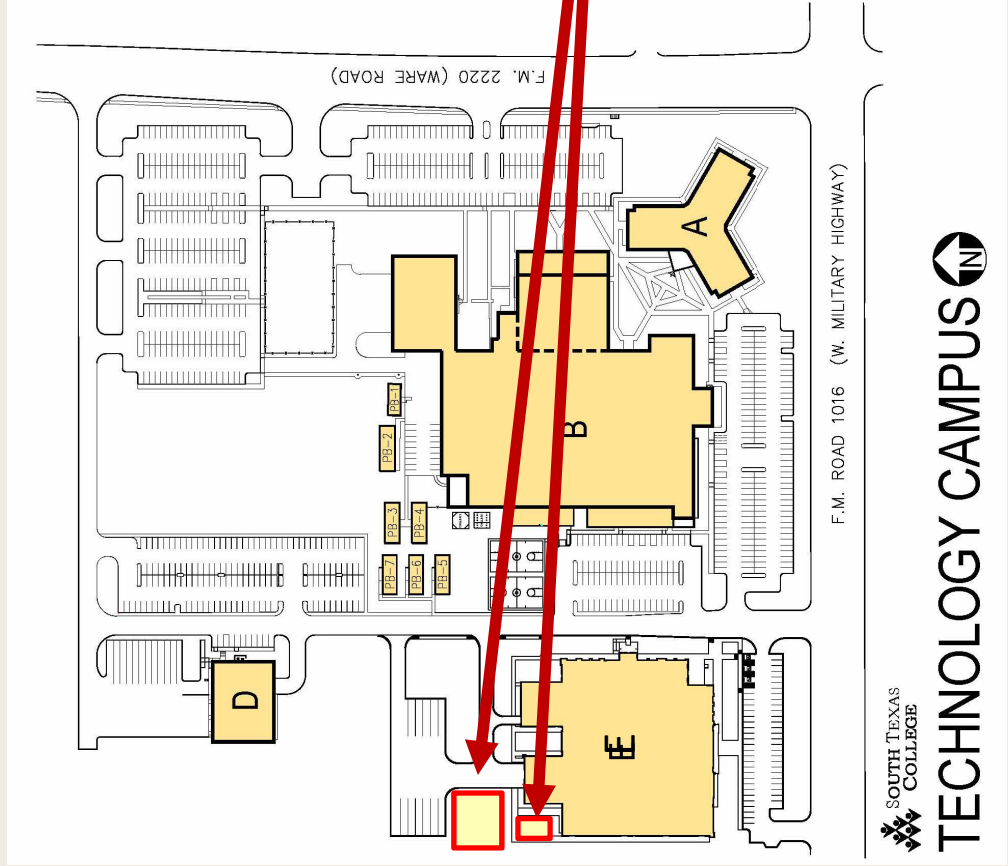 F.M. 2220 (WARE ROAD)
A
F.M. ROAD 1016 (W. MILITARY HIGHWAY)
B
PB-1
PB-2
PB-3
PB-4
PB-7
PB-6
PB-5
D
E
SOUTH TEXAS
COLLEGE
TECHNOLOGY CAMPUS
N